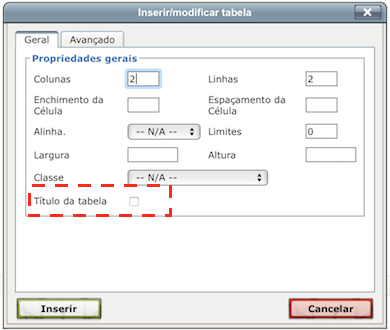 Inserir/modificar tabela
Geral Avançado
Propriedades gerais
Colunas 2 Linhas 2
Enchimento da Célula Espaçamento da Célula
Alinha. -- N/A -- Limites 0
Largura Altura
Classe -- N/A --
Título da tabela
Inserir Cancelar